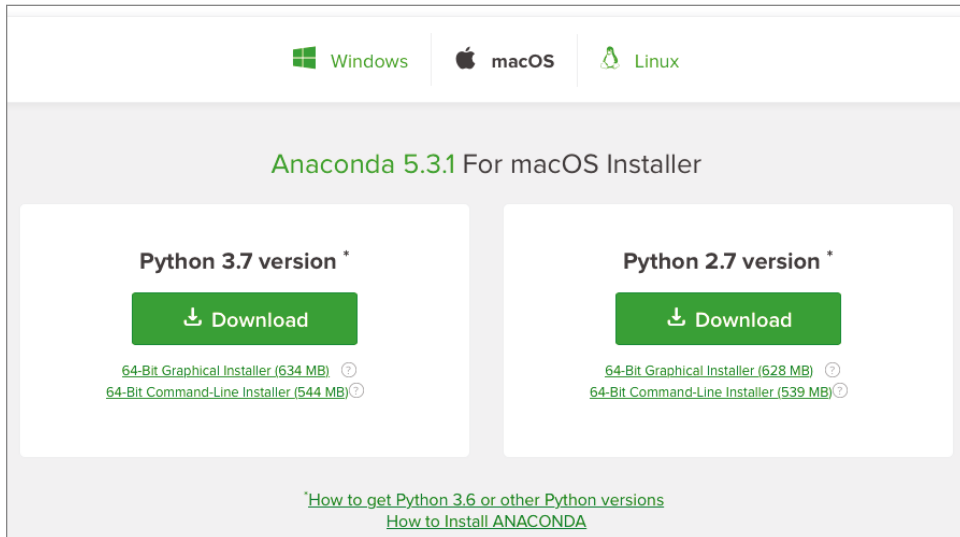 Windows
macOS
Linux
Anaconda 5.3.1 For macOS Installer
Python 3.7 version *
Download
64-Bit Graphical Installer (634 MB) ?
64-Bit Command-Line Installer (544 MB) ?
Python 2.7 version *
Download
64-Bit Graphical Installer (628 MB) ?
64-Bit Command-Line Installer (539 MB) ?
*How to get Python 3.6 or other Python versions
How to Install ANACONDA